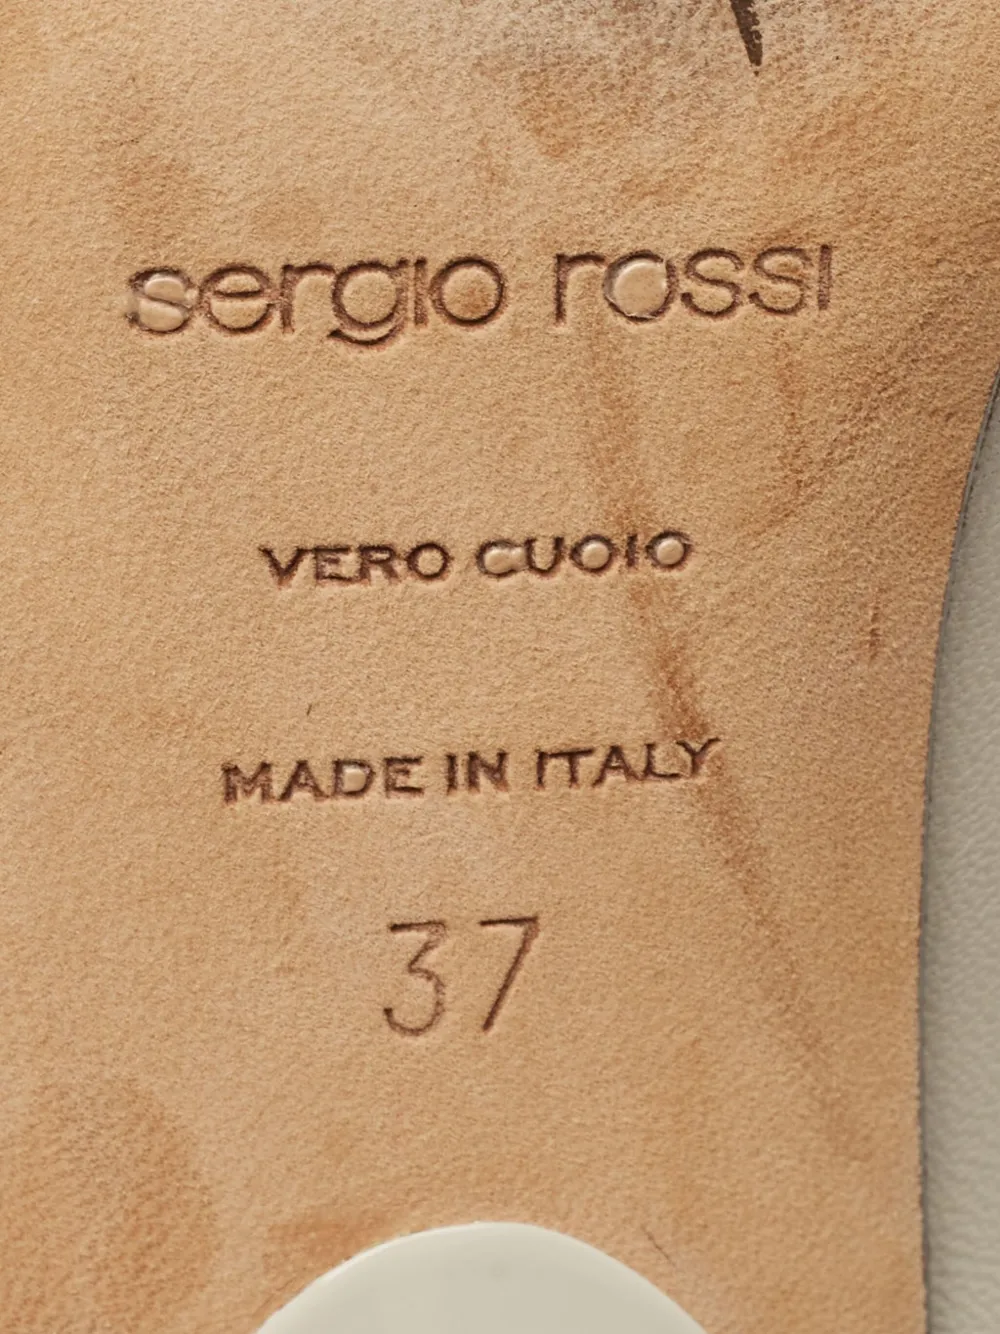 sergio rossi
VERO CUOIO
MADE IN ITALY
37